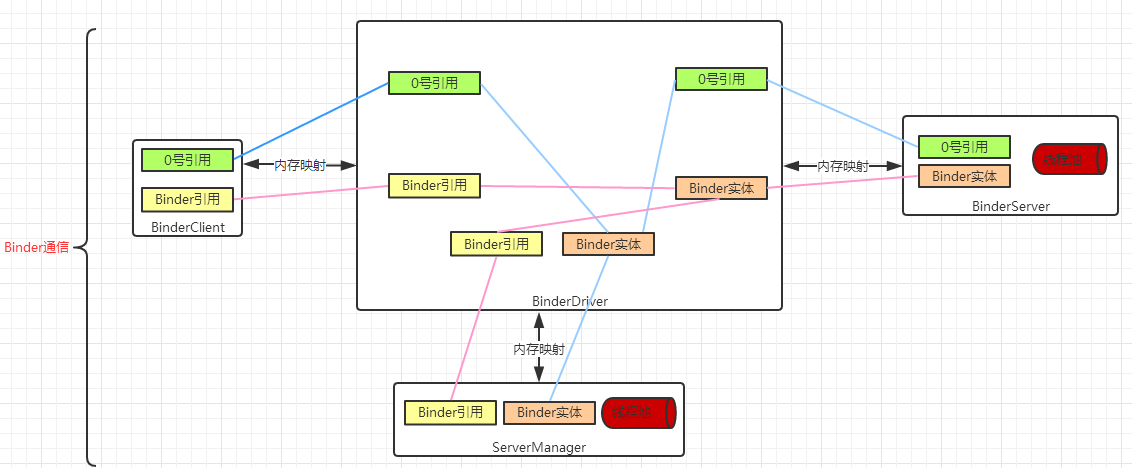 0号引用
0号引用
0号引用
0号引用
线程池
内存映射
内存映射
Binder引用
Binder引用
Binder实体
Binder实体
BinderClient
BinderServer
Binder通信
Binder引用
Binder实体
BinderDriver
内存映射
Binder引用
Binder实体
线程池
ServerManager